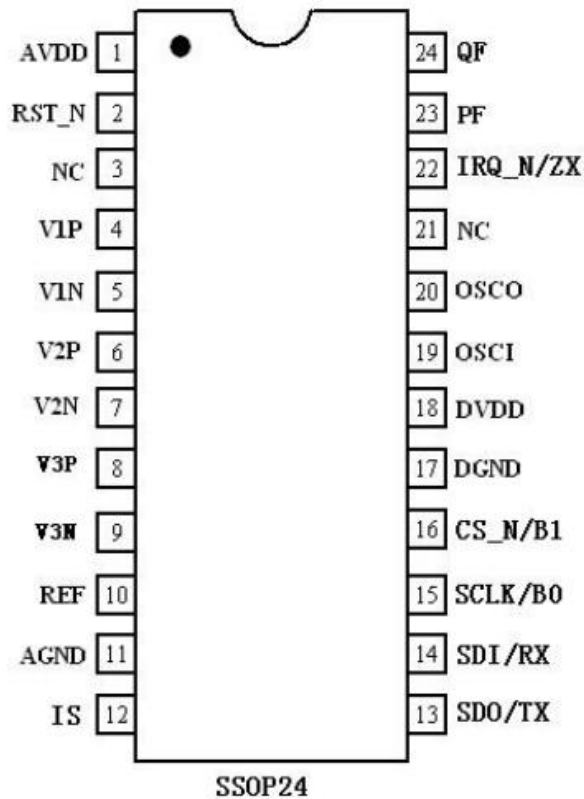 AVDD 1 24 QF
RST_N 2 23 PF
NC 3 22 IRQ_N/ZX
V1P 4 21 NC
V1N 5 20 OSCO
V2P 6 19 OSCI
V2N 7 18 DVDD
V3P 8 17 DGND
V3N 9 16 CS_N/B1
REF 10 15 SCLK/B0
AGND 11 14 SDI/RX
IS 12 13 SDO/TX
SSOP24